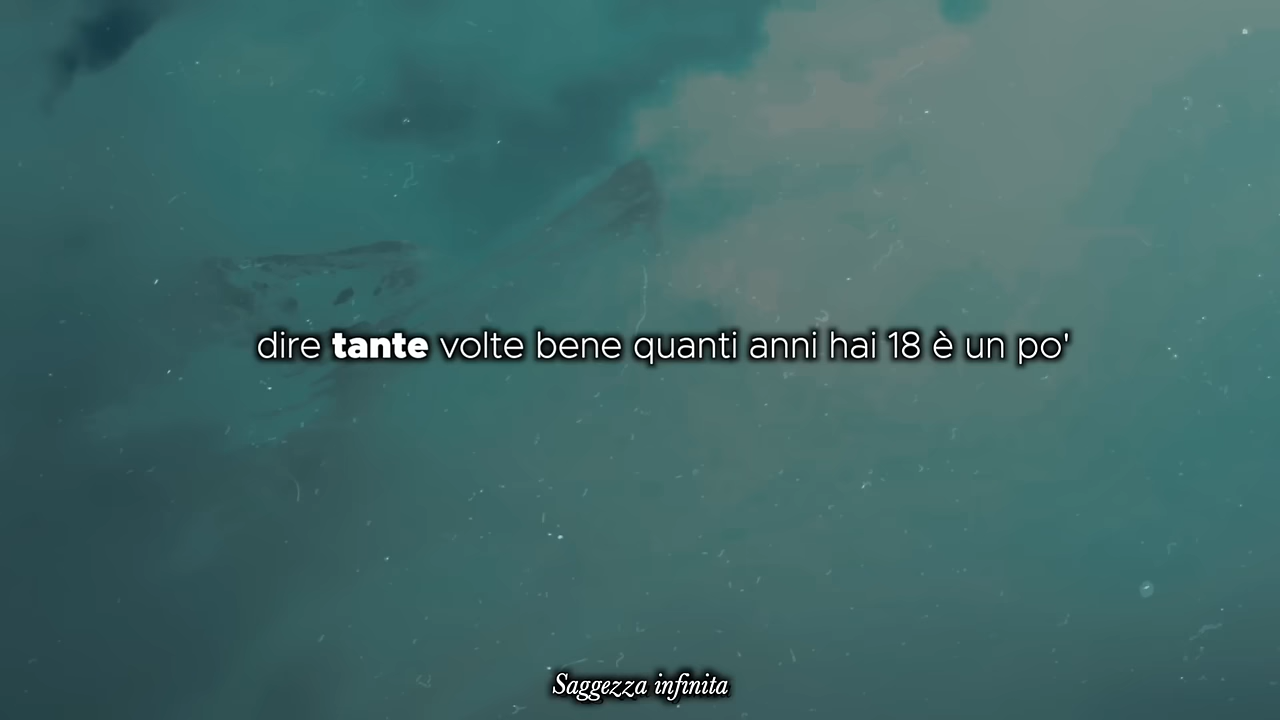 dire tante volte bene quanti anni hai 18 è un po'
Saggezza infinita